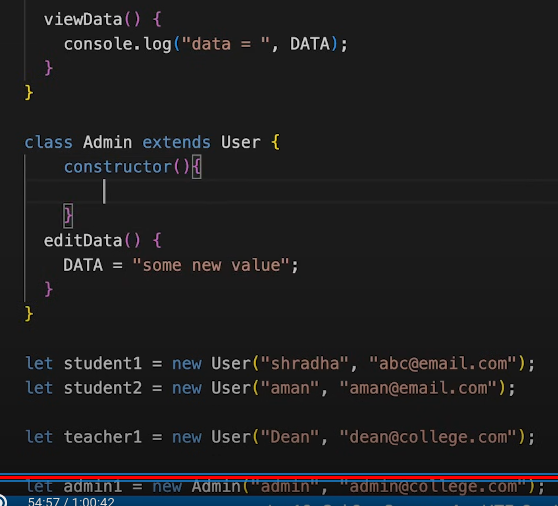 viewData() {
console.log("data = ", DATA);
}
}
class Admin extends User {
constructor(){
}
editData() {
DATA = "some new value";
}
}
let student1 = new User("shradha", "abc@email.com");
let student2 = new User("aman", "aman@email.com");
let teacher1 = new User("Dean", "dean@college.com");
let admin1 = new Admin("admin", "admin@college.com");
54:57 / 1:00:42